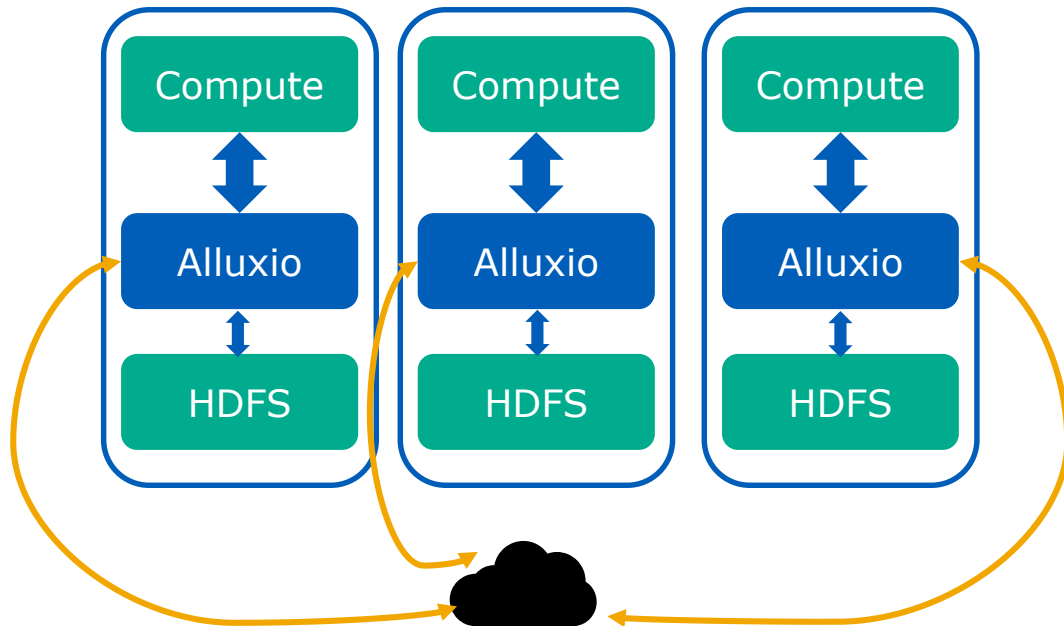 Compute
Compute
Compute
Alluxio
Alluxio
Alluxio
HDFS
HDFS
HDFS